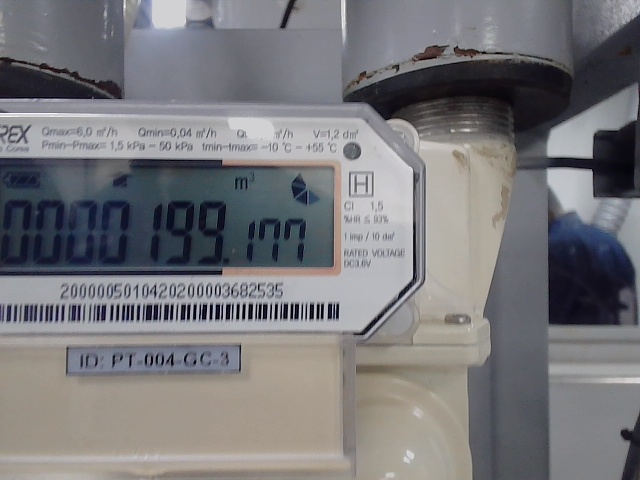 REX
Qmax=6,0 m³/h Qmin=0,04 m³/h V=1,2 dm³
Pmin-Pmax= 1,5 kPa - 50 kPa tmin-tmax= -10 °C - +55 °C
m³
0000199.177
H
Cl 1,5
%HR ≤ 93%
1 imp / 10 dm³
RATED VOLTAGE
DC3,6V
2000005010420200003682535
ID: PT-004-GC-3